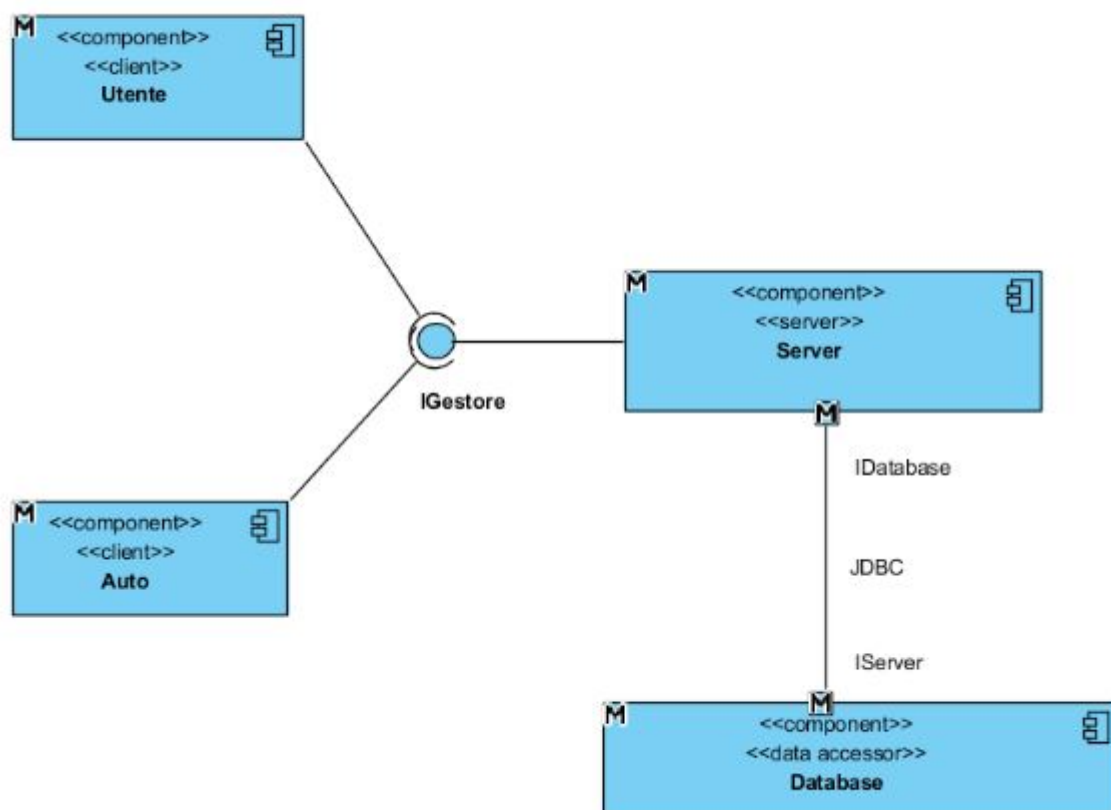 M
<<component>>
<<client>>
Utente
M
<<component>>
<<server>>
Server
M
IGestore
IDatabase
JDBC
IServer
M
<<component>>
<<client>>
Auto
M
M
<<component>>
<<data accessor>>
Database